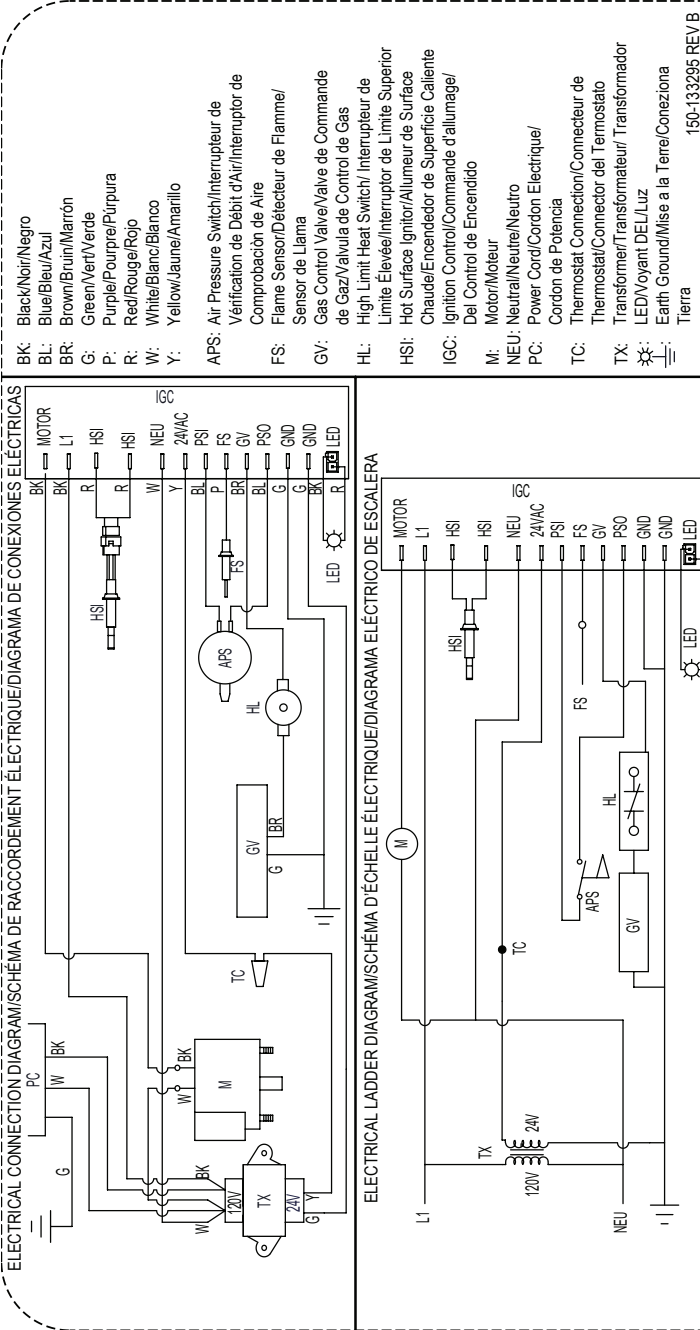 ELECTRICAL CONNECTION DIAGRAM/SCHÉMA DE RACCORDEMENT ÉLECTRIQUE/DIAGRAMA DE CONEXIONES ELÉCTRICAS
PC
G
W
BK
W
BK
120V
TX
24V
G
Y
W
BK
M
TC
GV
G
BR
HL
APS
FS
HSI
LED
BK
BK
R
R
W
Y
BL
P
BR
BL
G
G
BK
R
MOTOR
L1
HSI
HSI
NEU
24VAC
PSI
FS
GV
PSO
GND
GND
LED
IGC
ELECTRICAL LADDER DIAGRAM/SCHÉMA D'ÉCHELLE ÉLECTRIQUE/DIAGRAMA ELÉCTRICO DE ESCALERA
L1
NEU
TX
120V
24V
TC
M
APS
GV
HL
FS
HSI
LED
MOTOR
L1
HSI
HSI
NEU
24VAC
PSI
FS
GV
PSO
GND
GND
LED
IGC
BK: Black/Noir/Negro
BL: Blue/Bleu/Azul
BR: Brown/Bruin/Marrón
G: Green/Vert/Verde
P: Purple/Pourpre/Púrpura
R: Red/Rouge/Rojo
W: White/Blanc/Blanco
Y: Yellow/Jaune/Amarillo
APS: Air Pressure Switch/Interrupteur de
Vérification de Débit d'Air/Interruptor de
Comprobación de Aire
FS: Flame Sensor/Détecteur de Flamme/
Sensor de Llama
GV: Gas Control Valve/Valve de Commande
de Gaz/Valvula de Control de Gas
HL: High Limit Heat Switch/ Interrupteur de
Limite Élevée/Interruptor de Lìmite Superior
HSI: Hot Surface Ignitor/Allumeur de Surface
Chaude/Encendedor de Superficie Caliente
IGC: Ignition Control/Commande d'allumage/
Del Control de Encendido
M: Motor/Moteur
NEU: Neutral/Neutre/Neutro
PC: Power Cord/Cordon Electrique/
Cordon de Potencia
TC: Thermostat Connection/Connecteur de
Thermostat/Connector del Termostato
TX: Transformer/Transformateur/ Transformador
: LED/Voyant DEL/Luz
: Earth Ground/Mise a la Terre/Coneziona
Tierra
150-133295 REV B